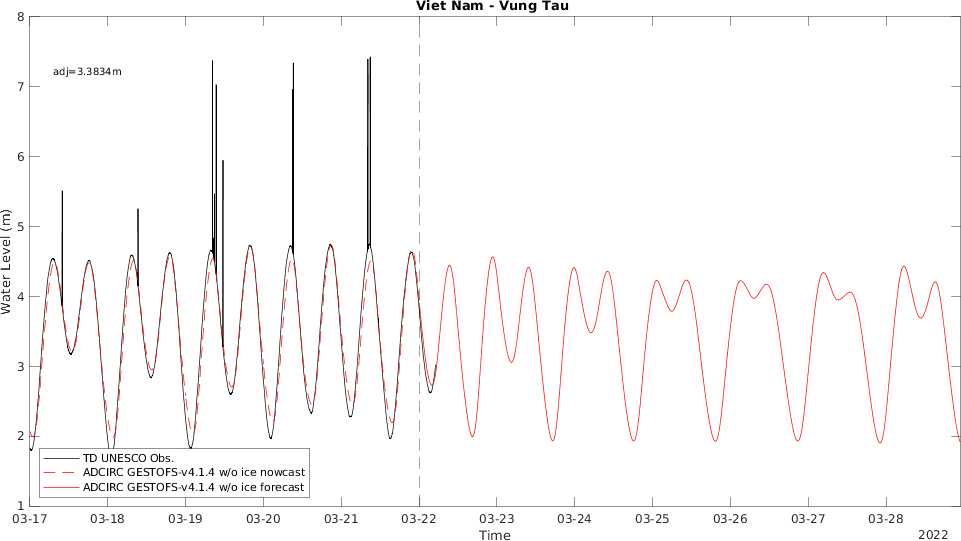 Viet Nam - Vung Tau
adj=3.3834m
8
7
6
5
4
3
2
1
Water Level (m)
TD UNESCO Obs.
ADCIRC GESTOFS-v4.1.4 w/o ice nowcast
ADCIRC GESTOFS-v4.1.4 w/o ice forecast
03-17 03-18 03-19 03-20 03-21 03-22 03-23 03-24 03-25 03-26 03-27 03-28
Time
2022